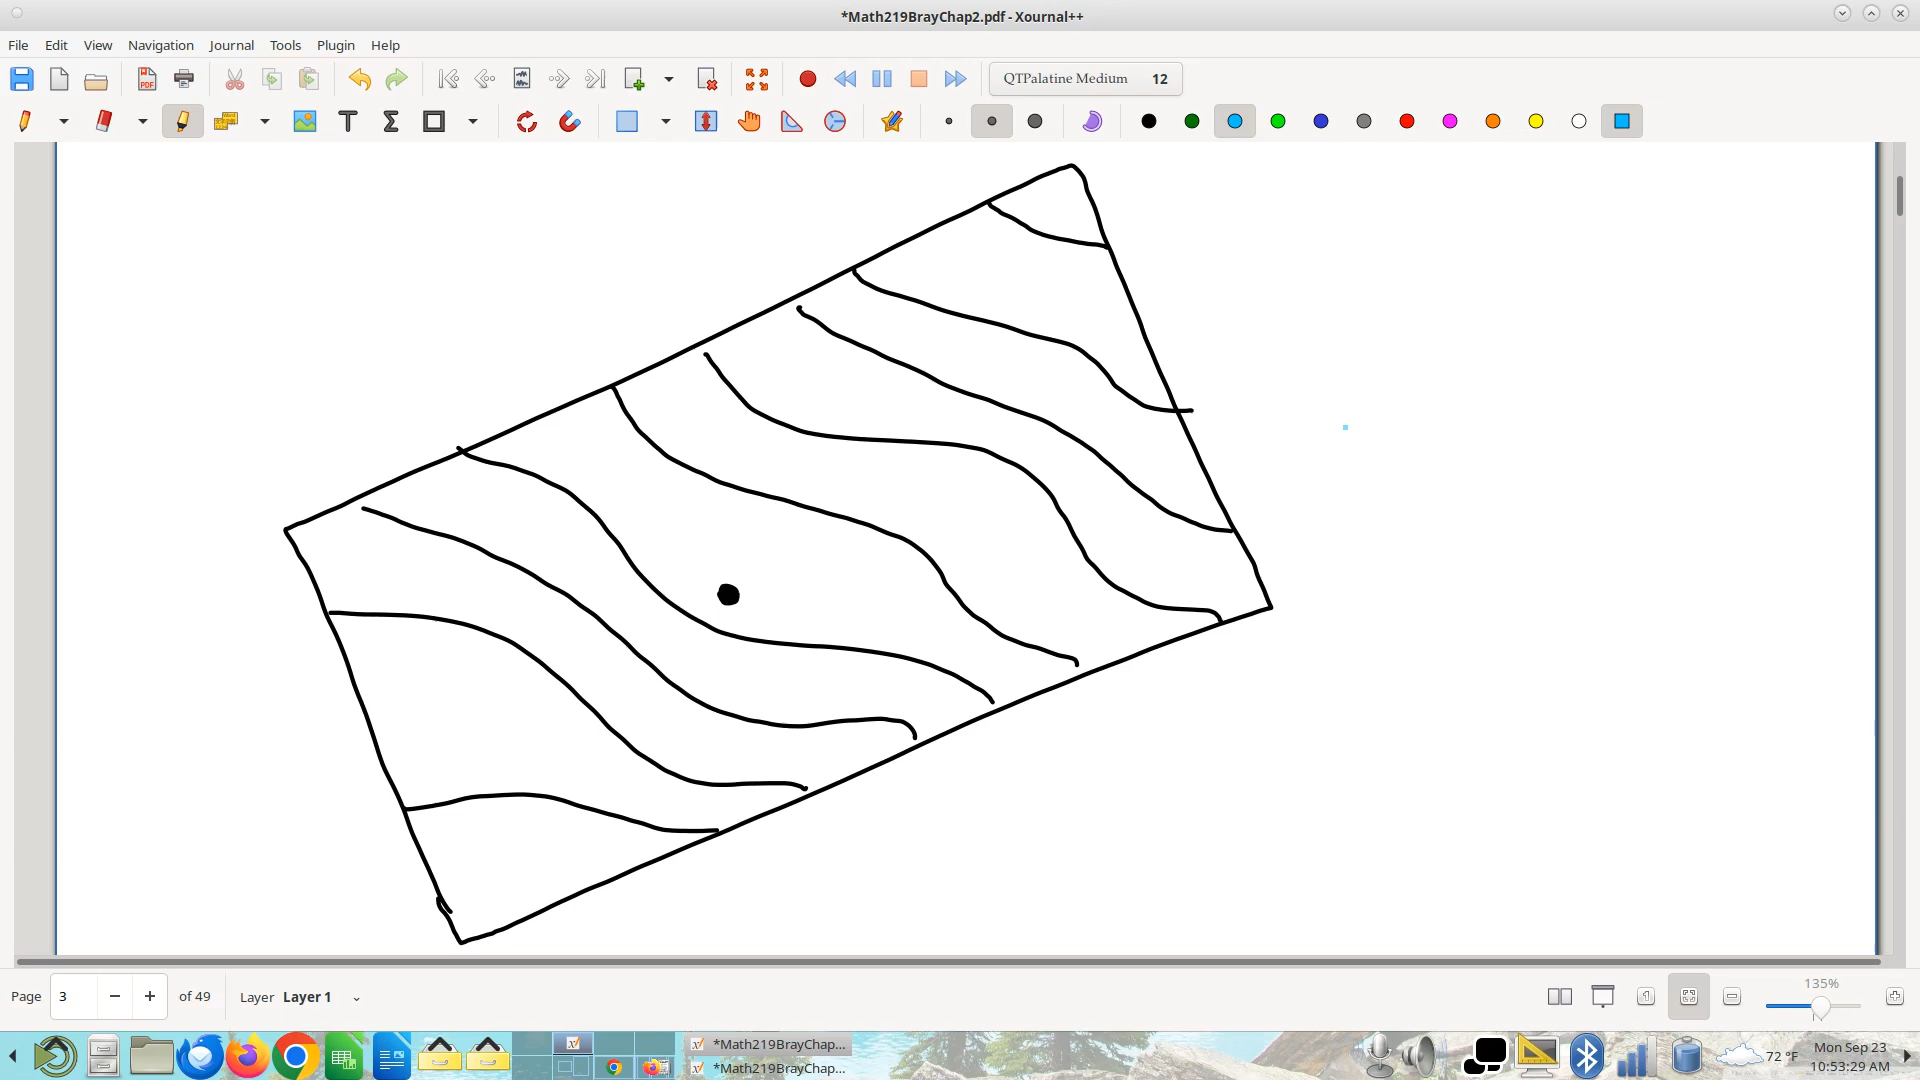 *Math219BrayChap2.pdf - Xournal++
File Edit View Navigation Journal Tools Plugin Help
PDF QTPalatine Medium 12
T Σ
Page 3 of 49 Layer Layer 1 135%
*Math219BrayChap...
*Math219BrayChap...
72 °F
Mon Sep 23
10:53:29 AM